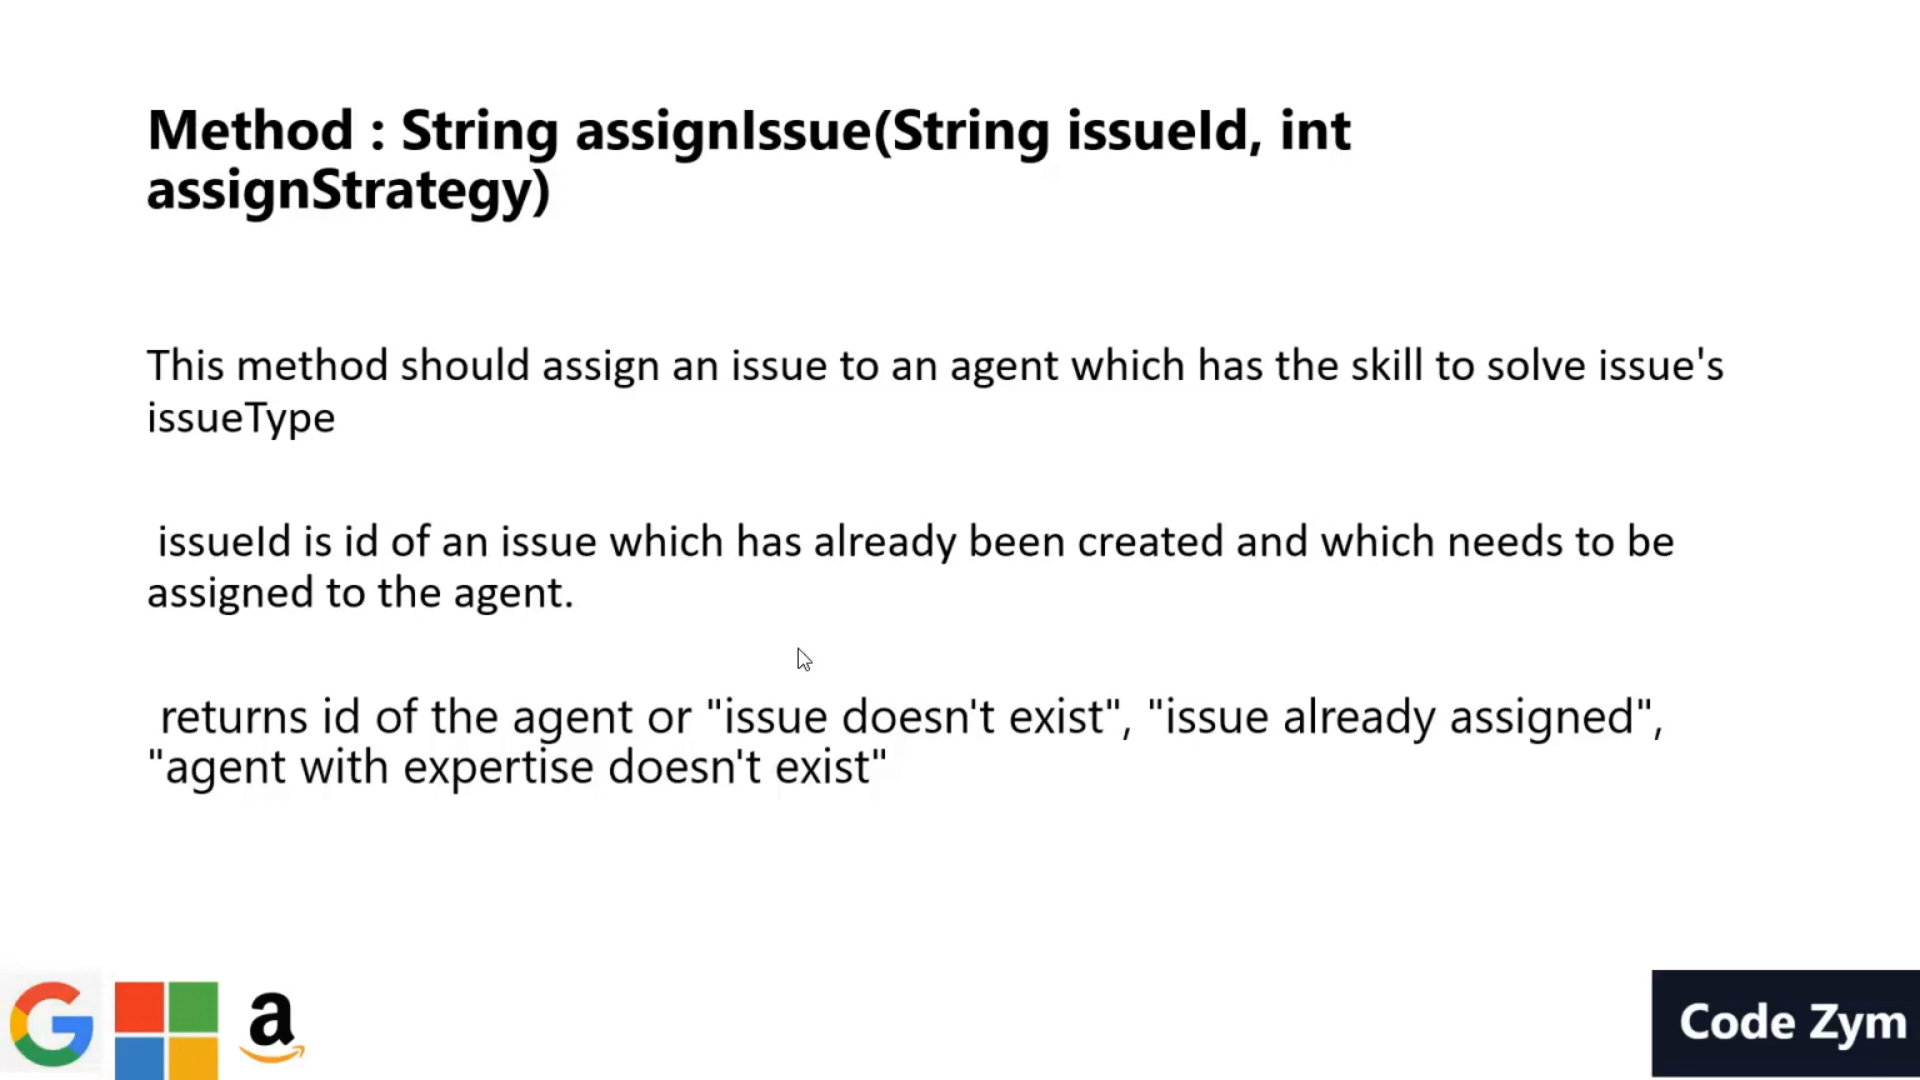 Method : String assignIssue(String issueId, int
assignStrategy)
This method should assign an issue to an agent which has the skill to solve issue's
issueType
issueId is id of an issue which has already been created and which needs to be
assigned to the agent.
returns id of the agent or "issue doesn't exist", "issue already assigned",
"agent with expertise doesn't exist"
G
a
Code Zym